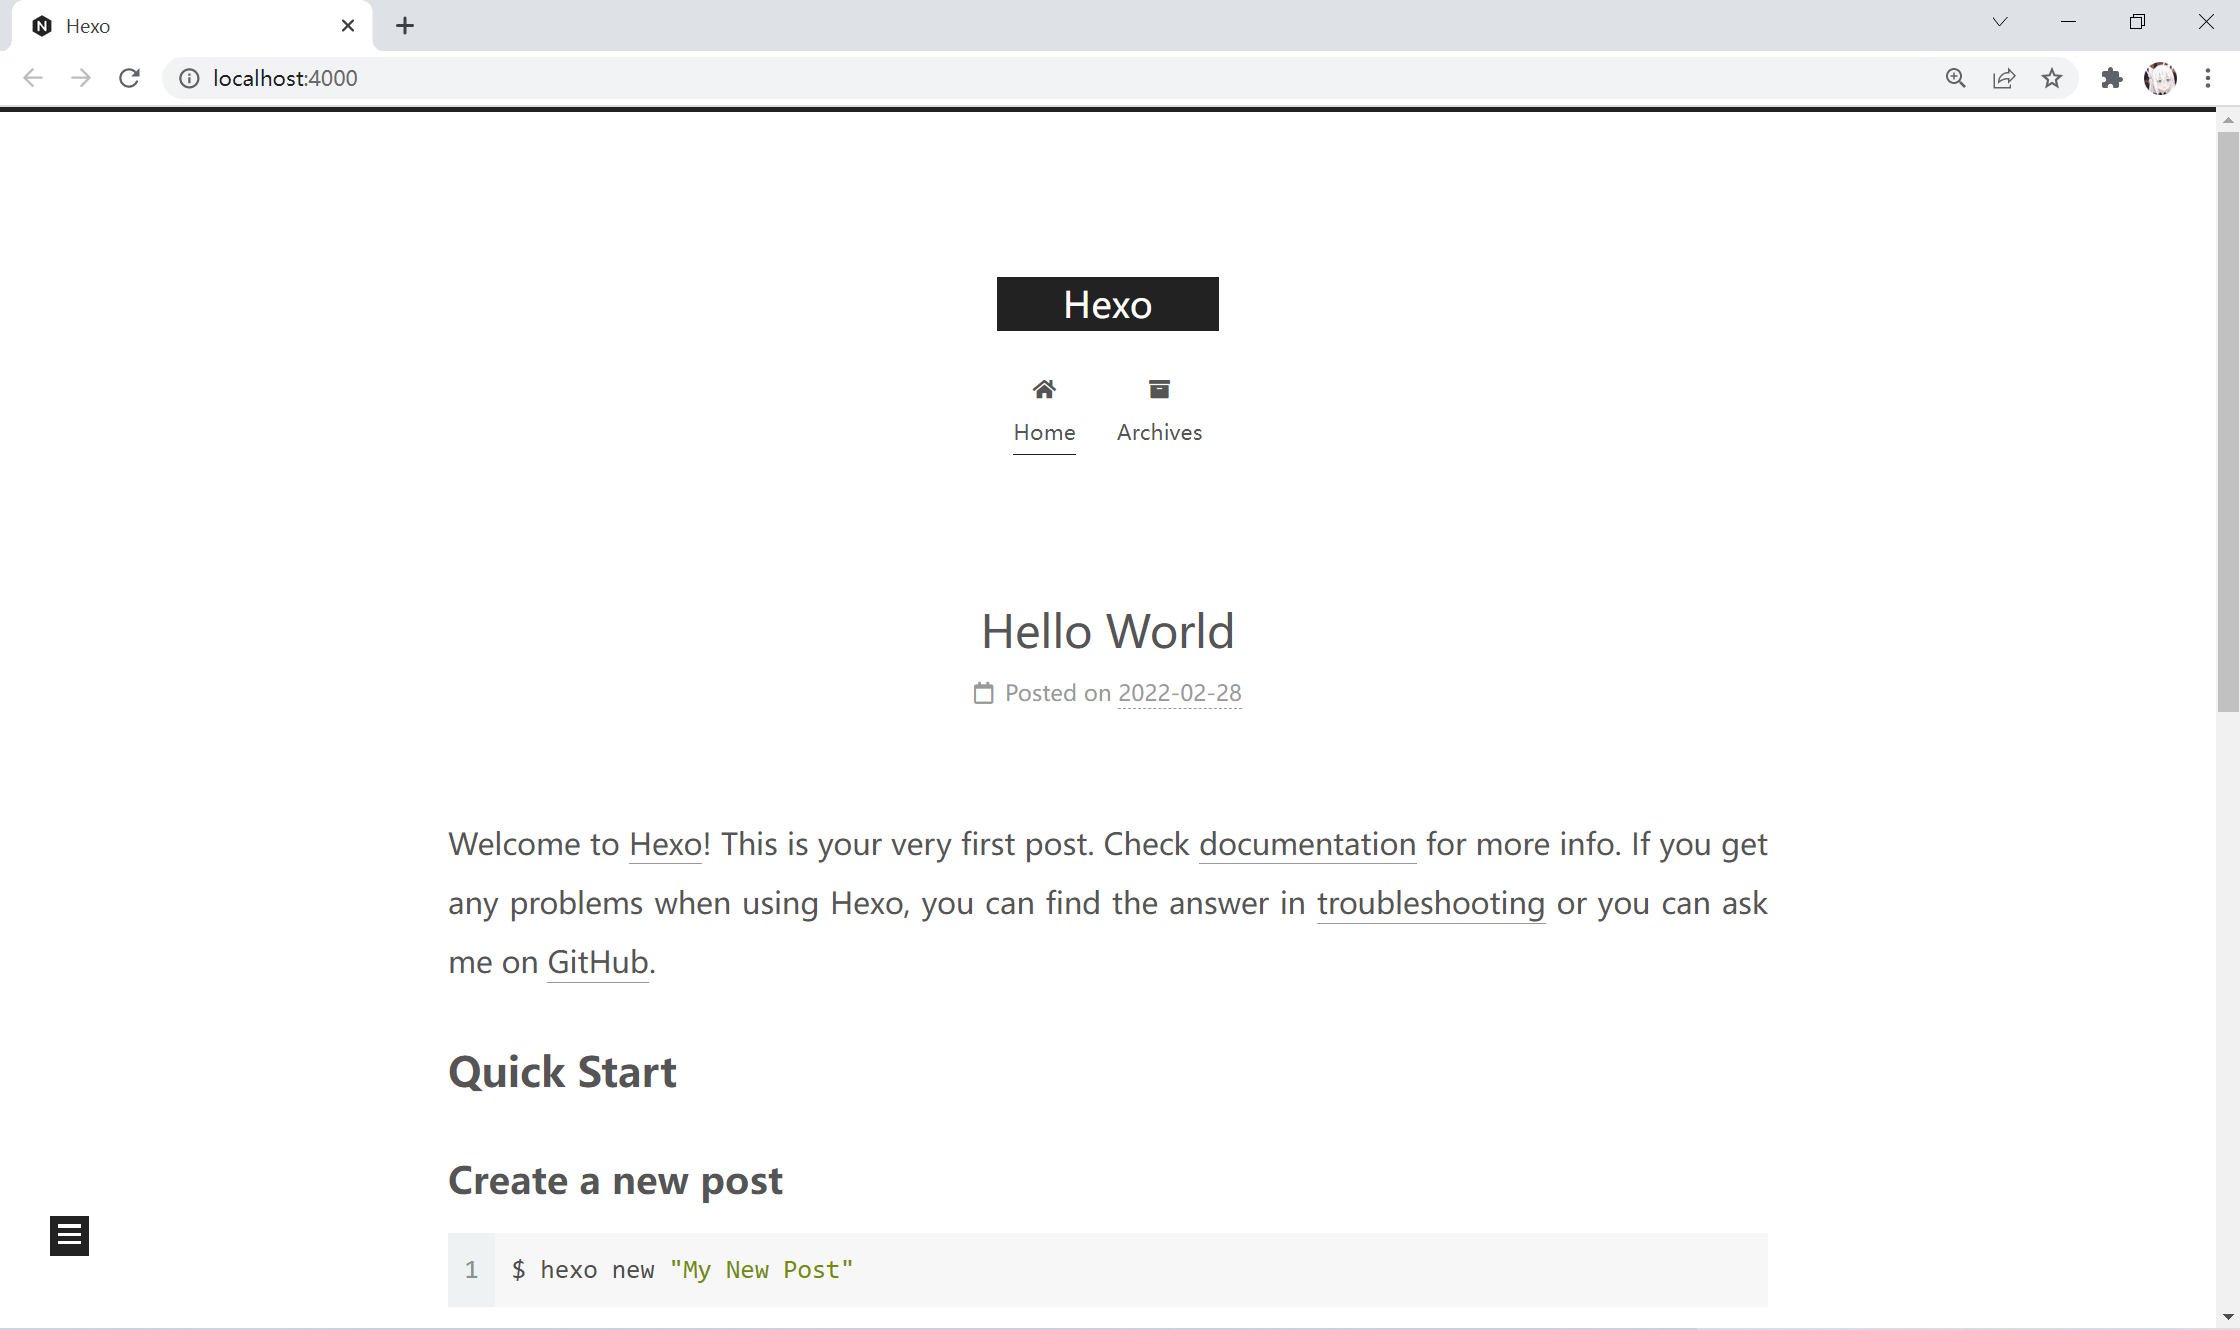 Hexo
localhost:4000
Hexo
Home Archives
Hello World
Posted on 2022-02-28
Welcome to Hexo! This is your very first post. Check documentation for more info. If you get
any problems when using Hexo, you can find the answer in troubleshooting or you can ask
me on GitHub.
Quick Start
Create a new post
1 $ hexo new "My New Post"